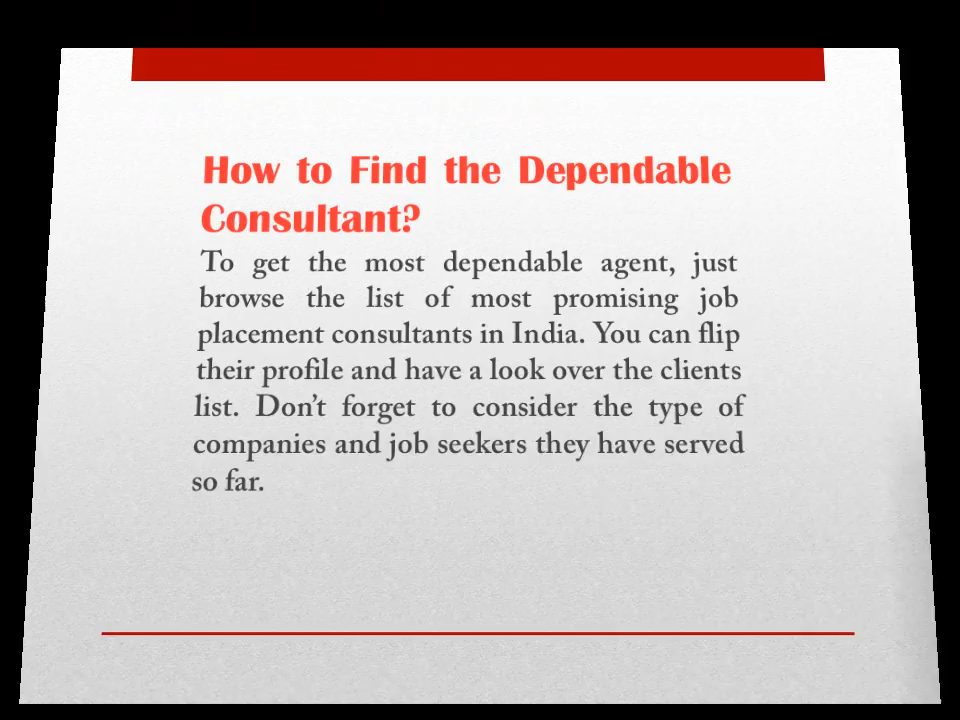 How to Find the Dependable
Consultant?
To get the most dependable agent, just
browse the list of most promising job
placement consultants in India. You can flip
their profile and have a look over the clients
list. Don't forget to consider the type of
companies and job seekers they have served
so far.